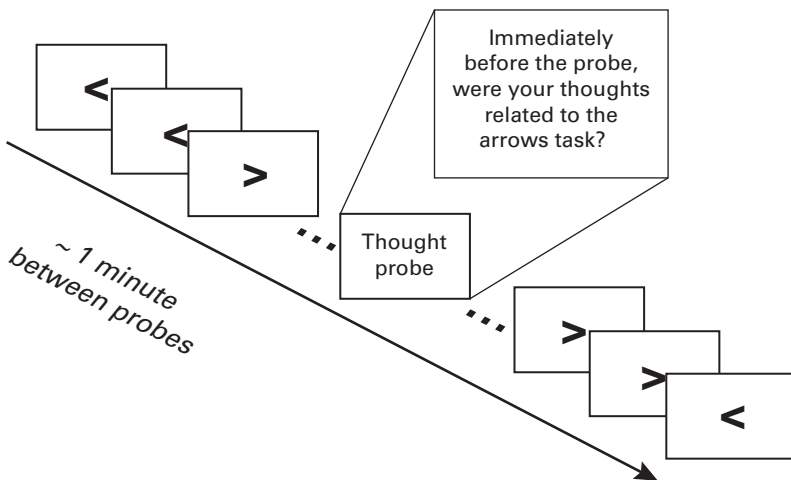 <
<
>
Immediately
before the probe,
were your thoughts
related to the
arrows task?
Thought
probe
~ 1 minute
between probes
>
>
<